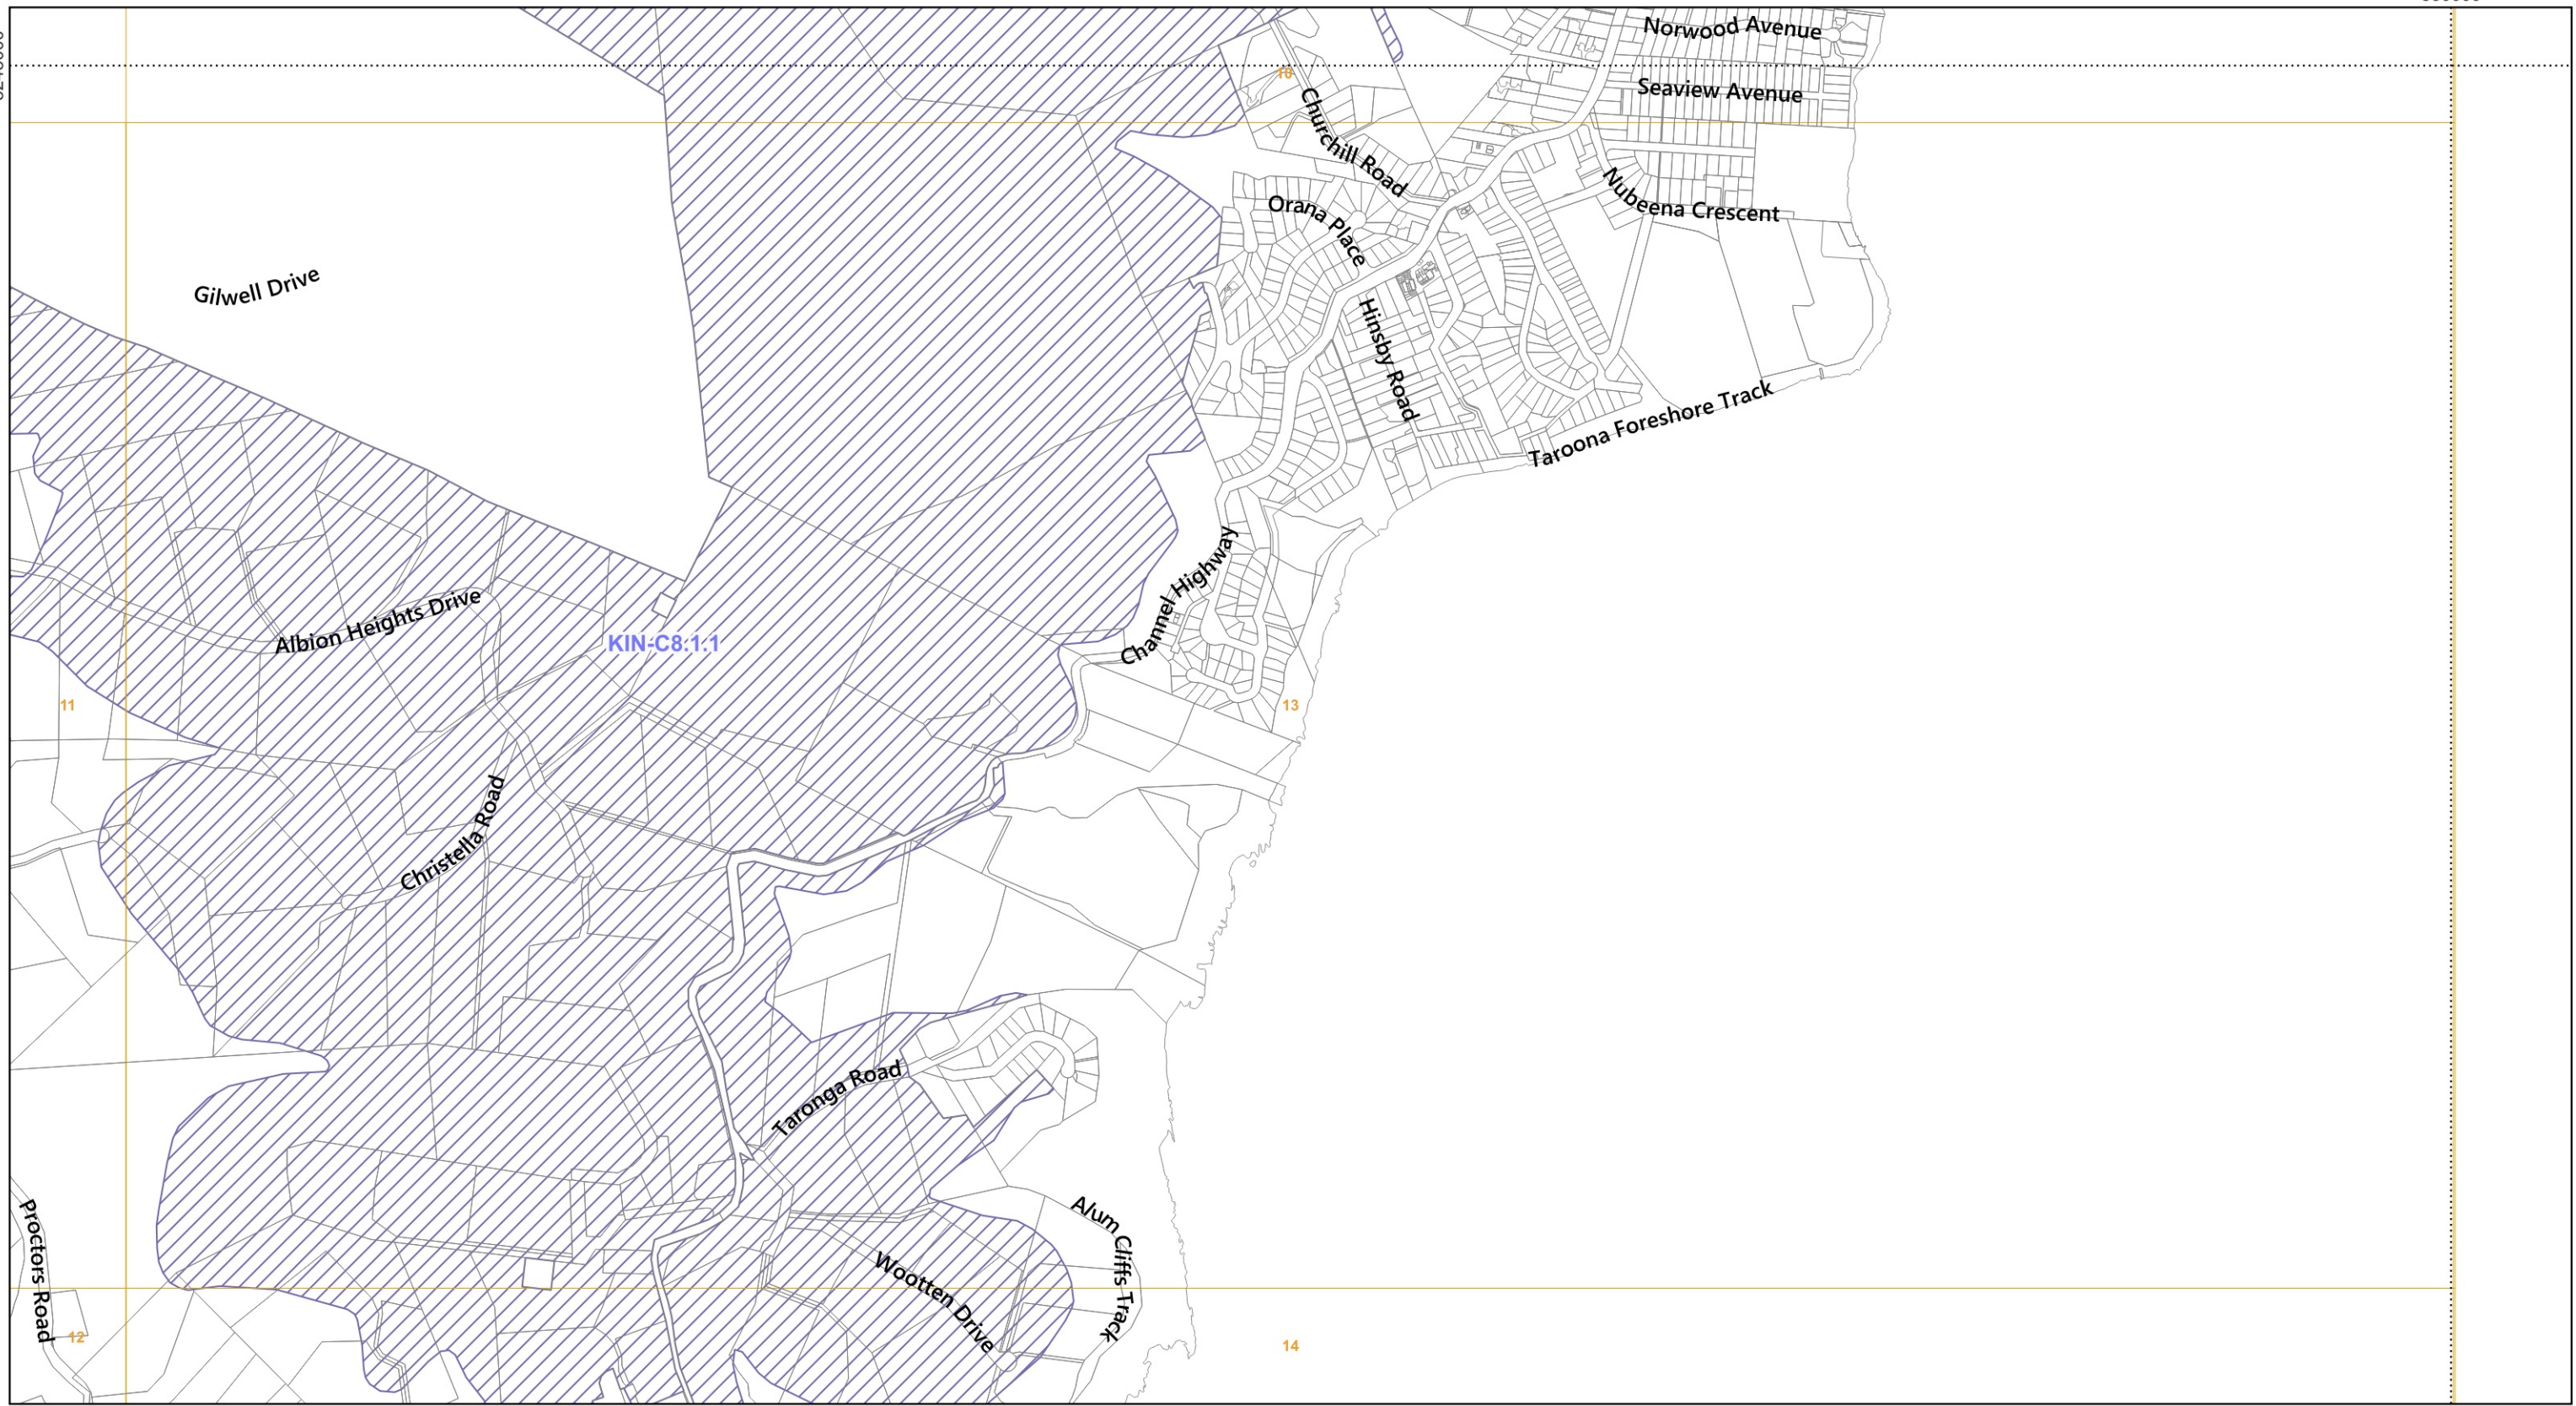 Norwood Avenue
10
Seaview Avenue
Churchill Road
Nubeena Crescent
Orana Place
Gilwell Drive
Hinsby Road
Taroona Foreshore Track
Channel Highway
Albion Heights Drive
KIN-C8.1.1
11
13
Christella Road
Taronga Road
Alum Cliffs Track
Proctors Road
Wootten Drive
12
14